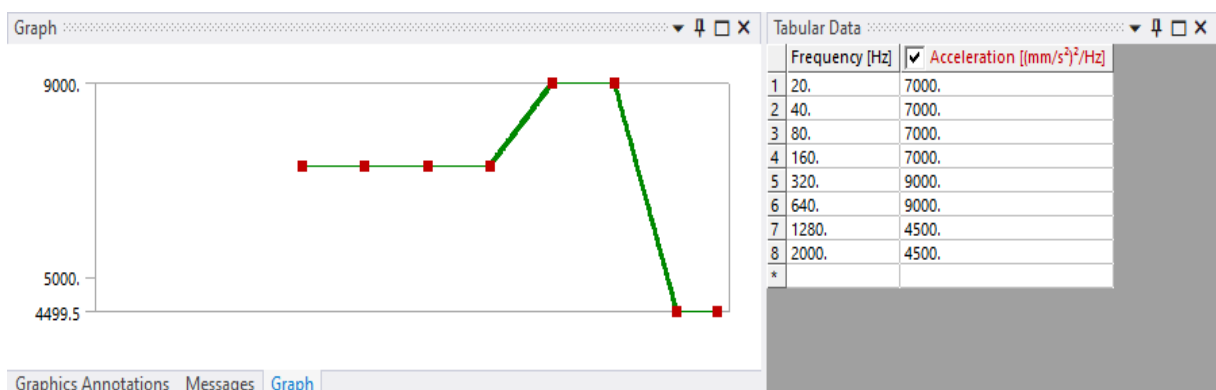 Graph
9000.
5000.
4499.5
Graphics Annotations Messages Graph
Tabular Data
Frequency [Hz] Acceleration [(mm/s²)²/Hz]
1 20. 7000.
2 40. 7000.
3 80. 7000.
4 160. 7000.
5 320. 9000.
6 640. 9000.
7 1280. 4500.
8 2000. 4500.
*